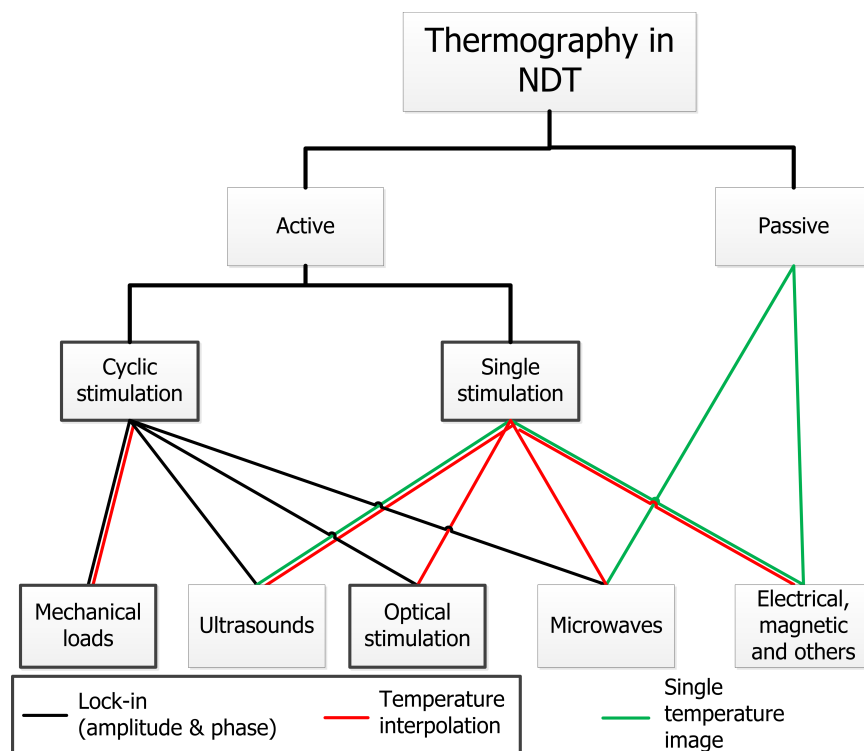 Thermography in
NDT
Active
Passive
Cyclic
stimulation
Single
stimulation
Mechanical
loads
Ultrasounds
Optical
stimulation
Microwaves
Electrical,
magnetic
and others
Lock-in
(amplitude & phase)
Temperature
interpolation
Single
temperature
image